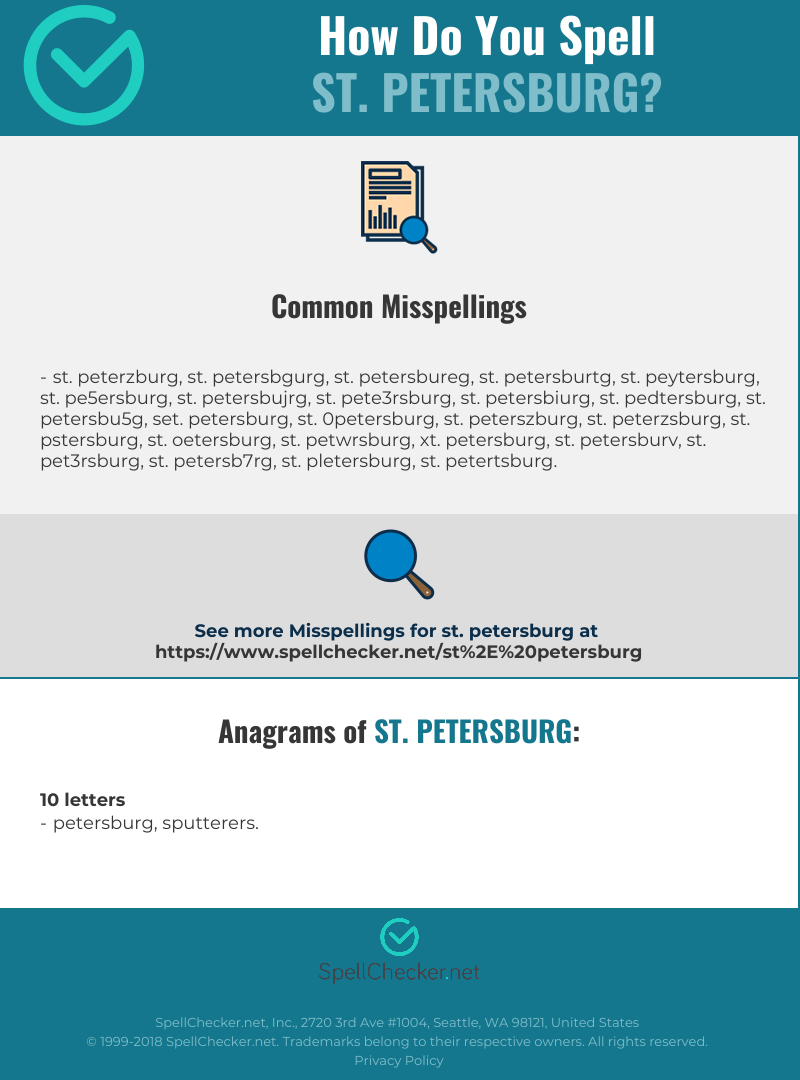 How Do You Spell
ST. PETERSBURG?
Common Misspellings
- st. peterzburg, st. petersbgurg, st. petersbureg, st. petersburtg, st. peytersburg,
st. pe5ersburg, st. petersbujrg, st. pete3rsburg, st. petersbiurg, st. pedtersburg, st.
petersbu5g, set. petersburg, st. 0petersburg, st. peterszburg, st. peterzsburg, st.
pstersburg, st. oetersburg, st. petwrsburg, xt. petersburg, st. petersburv, st.
pet3rsburg, st. petersb7rg, st. pletersburg, st. petertsburg.
See more Misspellings for st. petersburg at
https://www.spellchecker.net/st%2E%20petersburg
Anagrams of ST. PETERSBURG:
10 letters
- petersburg, sputterers.
SpellChecker.net
SpellChecker.net, Inc., 2720 3rd Ave #1004, Seattle, WA 98121, United States
© 1999-2018 SpellChecker.net. Trademarks belong to their respective owners. All rights reserved.
Privacy Policy